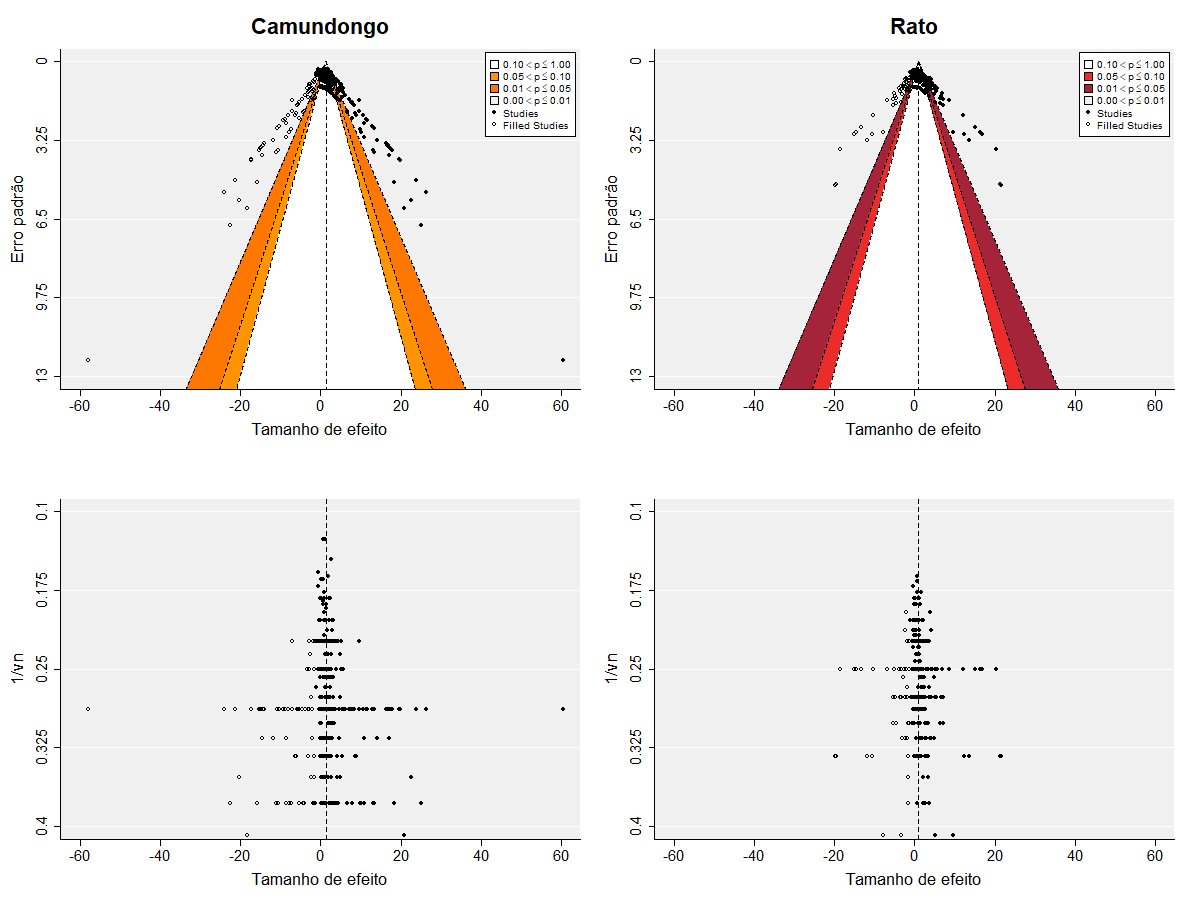 Camundongo
0
3.25
6.5
9.75
13
Erro padrão
0.10 < p ≤ 1.00
0.05 < p ≤ 0.10
0.01 < p ≤ 0.05
0.00 < p ≤ 0.01
Studies
Filled Studies
-60 -40 -20 0 20 40 60
Tamanho de efeito
Rato
0
3.25
6.5
9.75
13
Erro padrão
0.10 < p ≤ 1.00
0.05 < p ≤ 0.10
0.01 < p ≤ 0.05
0.00 < p ≤ 0.01
Studies
Filled Studies
-60 -40 -20 0 20 40 60
Tamanho de efeito
0.1
0.175
0.25
0.325
0.4
1/√n
-60 -40 -20 0 20 40 60
Tamanho de efeito
0.1
0.175
0.25
0.325
0.4
1/√n
-60 -40 -20 0 20 40 60
Tamanho de efeito